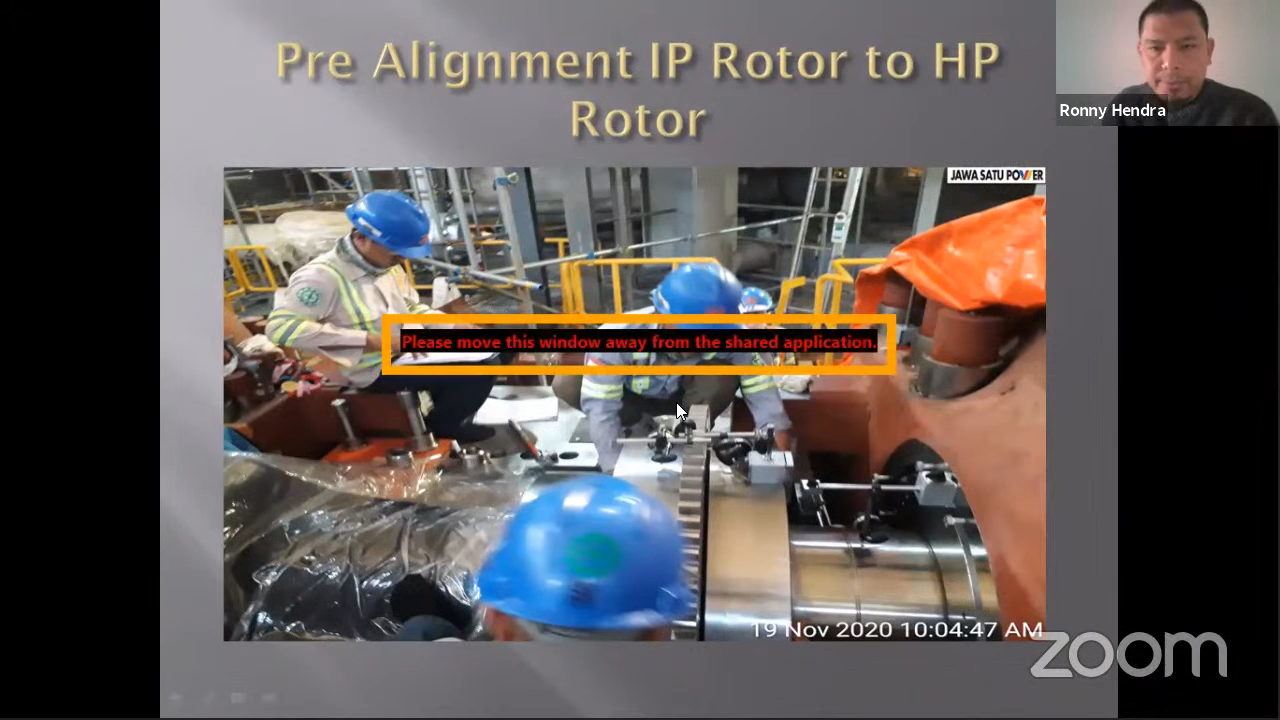 Pre Alignment IP Rotor to HP
Rotor
Ronny Hendra
JAWA SATU POWER
Please move this window away from the shared application.
19 Nov 2020 10:04:47 AM
zoom